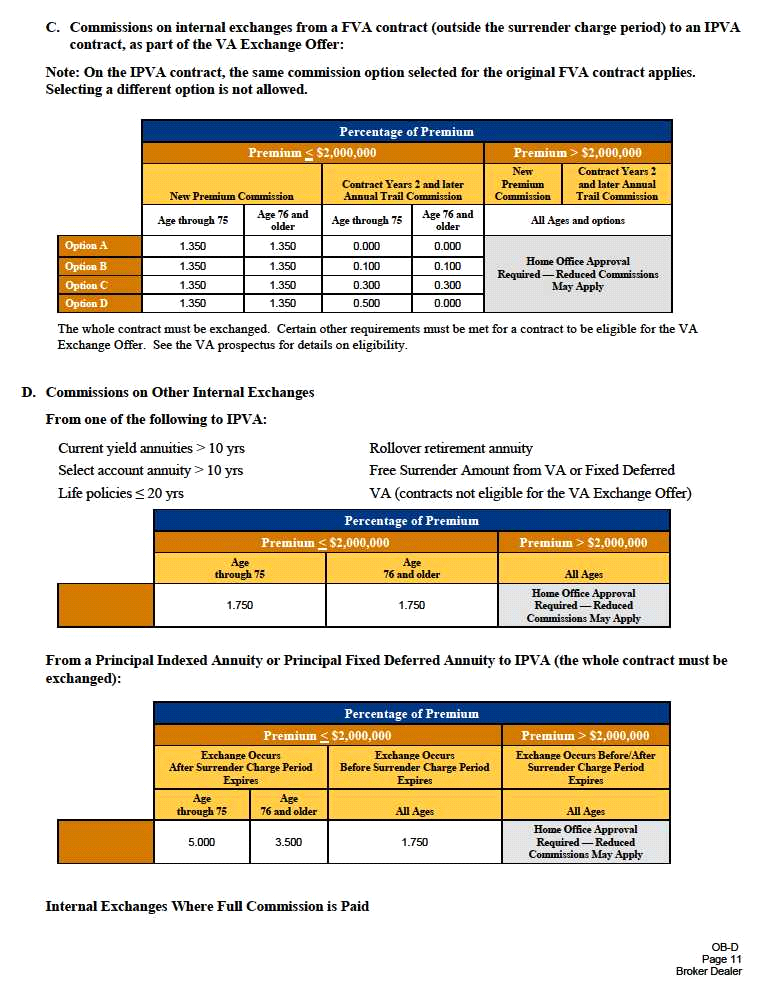 C. Commissions on internal exchanges from a FVA contract (outside the surrender charge period) to an IPVA
contract, as part of the VA Exchange Offer:
Note: On the IPVA contract, the same commission option selected for the original FVA contract applies.
Selecting a different option is not allowed.
Percentage of Premium
Premium ≤ $2,000,000 Premium > $2,000,000
New Premium Commission
Contract Years 2 and later
Annual Trail Commission
New
Premium
Commission
Contract Years 2
and later Annual
Trail Commission
Age through 75
Age 76 and
older
Age through 75
Age 76 and
older
All Ages and options
Option A 1.350 1.350 0.000 0.000
Option B 1.350 1.350 0.100 0.100
Option C 1.350 1.350 0.300 0.300
Option D 1.350 1.350 0.500 0.000
Home Office Approval
Required — Reduced Commissions
May Apply
The whole contract must be exchanged. Certain other requirements must be met for a contract to be eligible for the VA
Exchange Offer. See the VA prospectus for details on eligibility.
D. Commissions on Other Internal Exchanges
From one of the following to IPVA:
Current yield annuities > 10 yrs Rollover retirement annuity
Select account annuity > 10 yrs Free Surrender Amount from VA or Fixed Deferred
Life policies ≤ 20 yrs VA (contracts not eligible for the VA Exchange Offer)
Percentage of Premium
Premium ≤ $2,000,000 Premium > $2,000,000
Age
through 75
Age
76 and older
All Ages
1.750 1.750
Home Office Approval
Required — Reduced
Commissions May Apply
From a Principal Indexed Annuity or Principal Fixed Deferred Annuity to IPVA (the whole contract must be
exchanged):
Percentage of Premium
Premium ≤ $2,000,000 Premium > $2,000,000
Exchange Occurs
After Surrender Charge Period
Expires
Exchange Occurs
Before Surrender Charge Period
Expires
Exchange Occurs Before/After
Surrender Charge Period
Expires
Age
through 75
Age
76 and older
All Ages
All Ages
5.000 3.500 1.750
Home Office Approval
Required — Reduced
Commissions May Apply
Internal Exchanges Where Full Commission is Paid
OB-D
Page 11
Broker Dealer